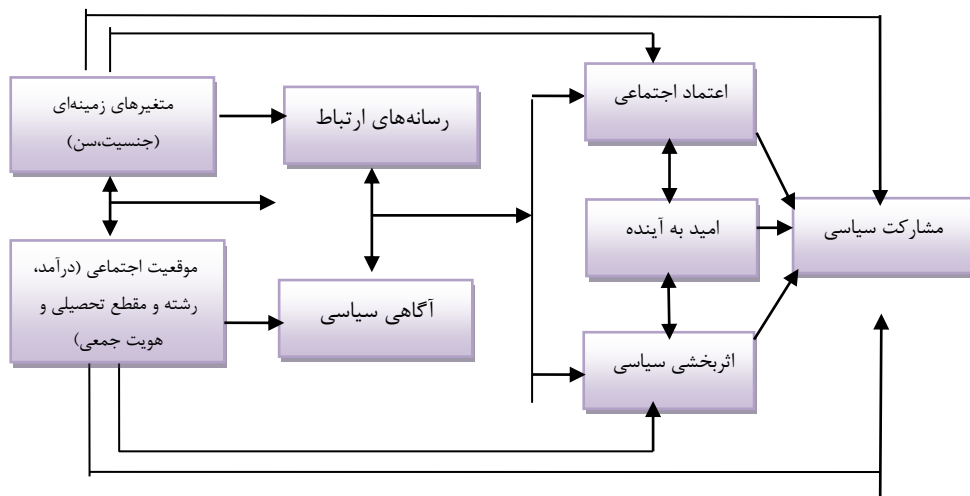 متغیرهای زمینه‌ای
(جنسیت،سن)
رسانه‌های ارتباط
اعتماد اجتماعی
امید به آینده
مشارکت سیاسی
موقعیت اجتماعی (درآمد،
رشته و مقطع تحصیلی و
هویت جمعی)
آگاهی سیاسی
اثربخشی سیاسی